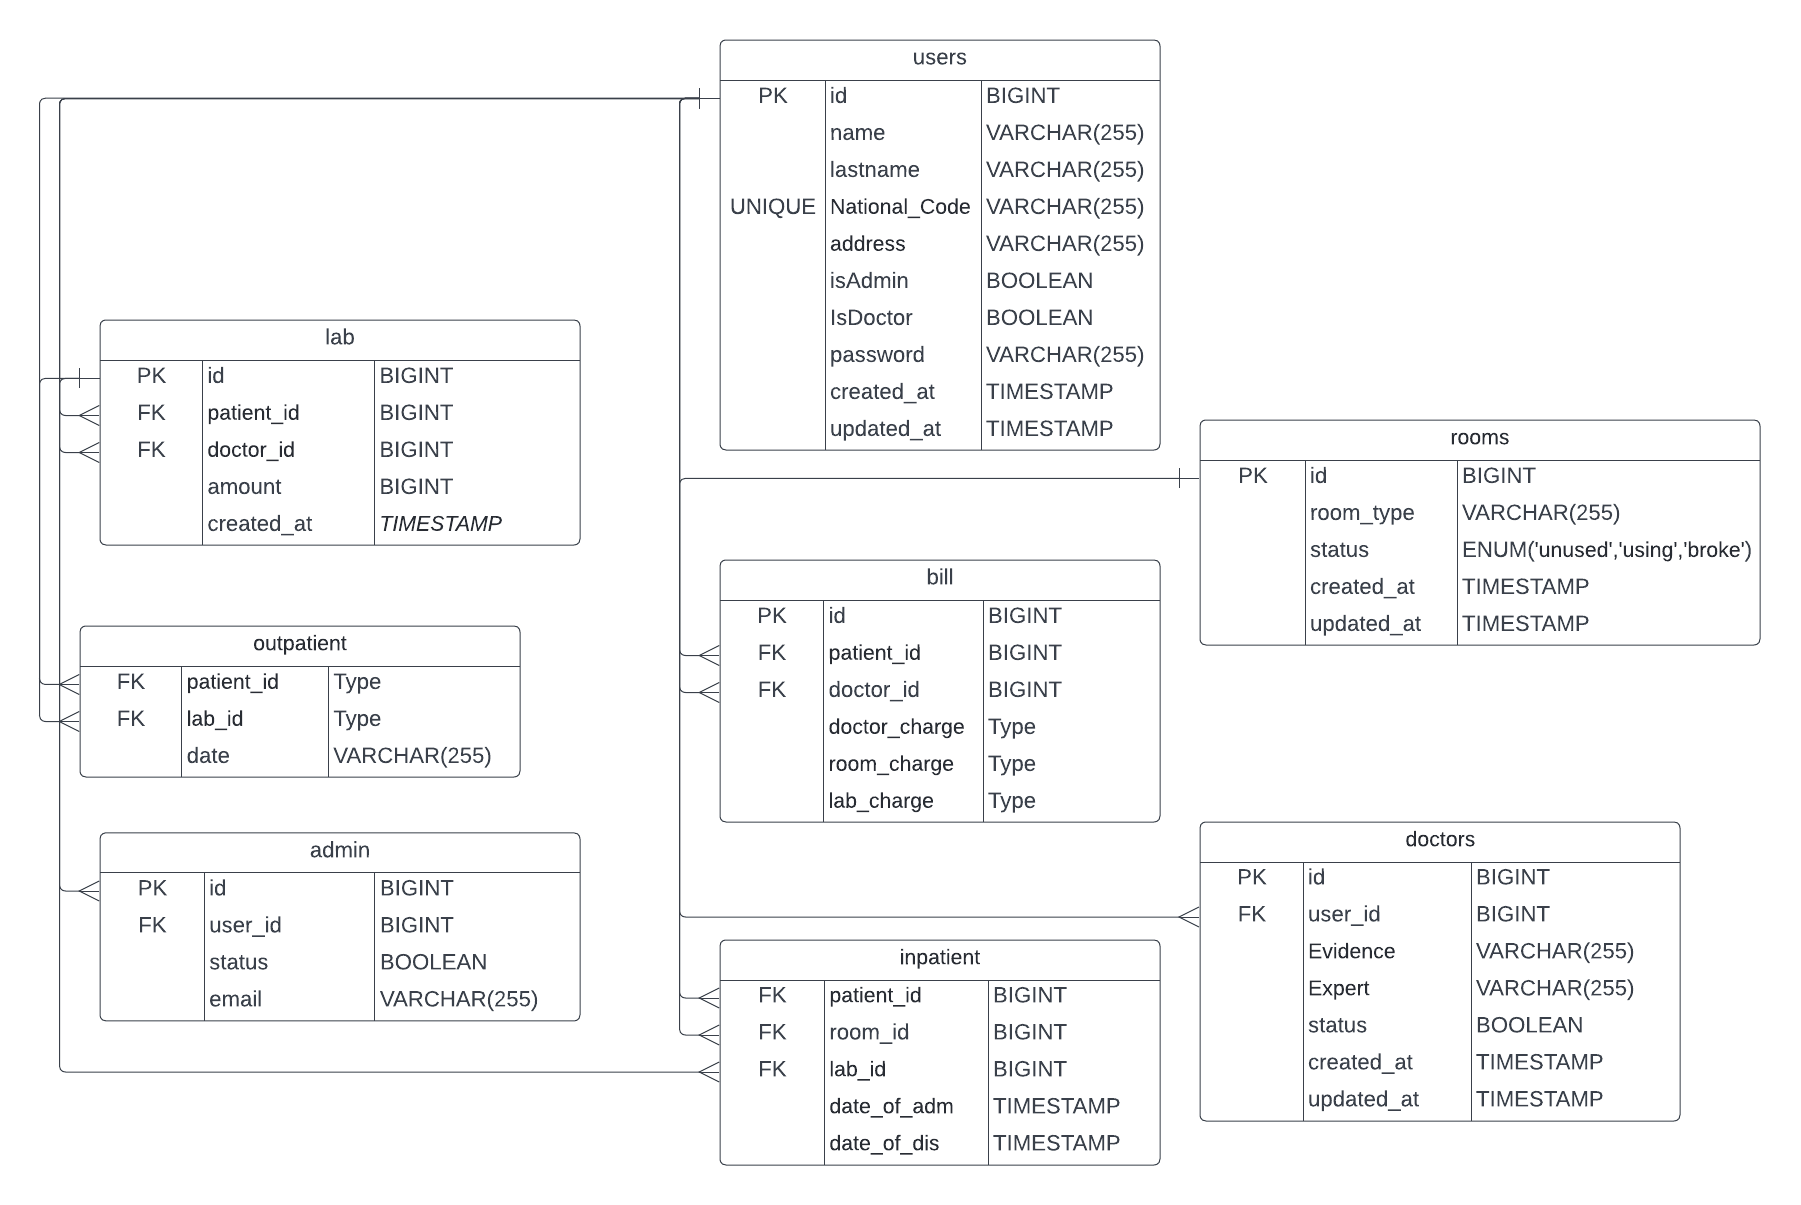 users
PK id BIGINT
name VARCHAR(255)
lastname VARCHAR(255)
UNIQUE National_Code VARCHAR(255)
address VARCHAR(255)
isAdmin BOOLEAN
IsDoctor BOOLEAN
password VARCHAR(255)
created_at TIMESTAMP
updated_at TIMESTAMP
lab
PK id BIGINT
FK patient_id BIGINT
FK doctor_id BIGINT
amount BIGINT
created_at TIMESTAMP
rooms
PK id BIGINT
room_type VARCHAR(255)
status ENUM('unused','using','broke')
created_at TIMESTAMP
updated_at TIMESTAMP
bill
PK id BIGINT
FK patient_id BIGINT
FK doctor_id BIGINT
doctor_charge Type
room_charge Type
lab_charge Type
outpatient
FK patient_id Type
FK lab_id Type
date VARCHAR(255)
admin
PK id BIGINT
FK user_id BIGINT
status BOOLEAN
email VARCHAR(255)
doctors
PK id BIGINT
FK user_id BIGINT
Evidence VARCHAR(255)
Expert VARCHAR(255)
status BOOLEAN
created_at TIMESTAMP
updated_at TIMESTAMP
inpatient
FK patient_id BIGINT
FK room_id BIGINT
FK lab_id BIGINT
date_of_adm TIMESTAMP
date_of_dis TIMESTAMP